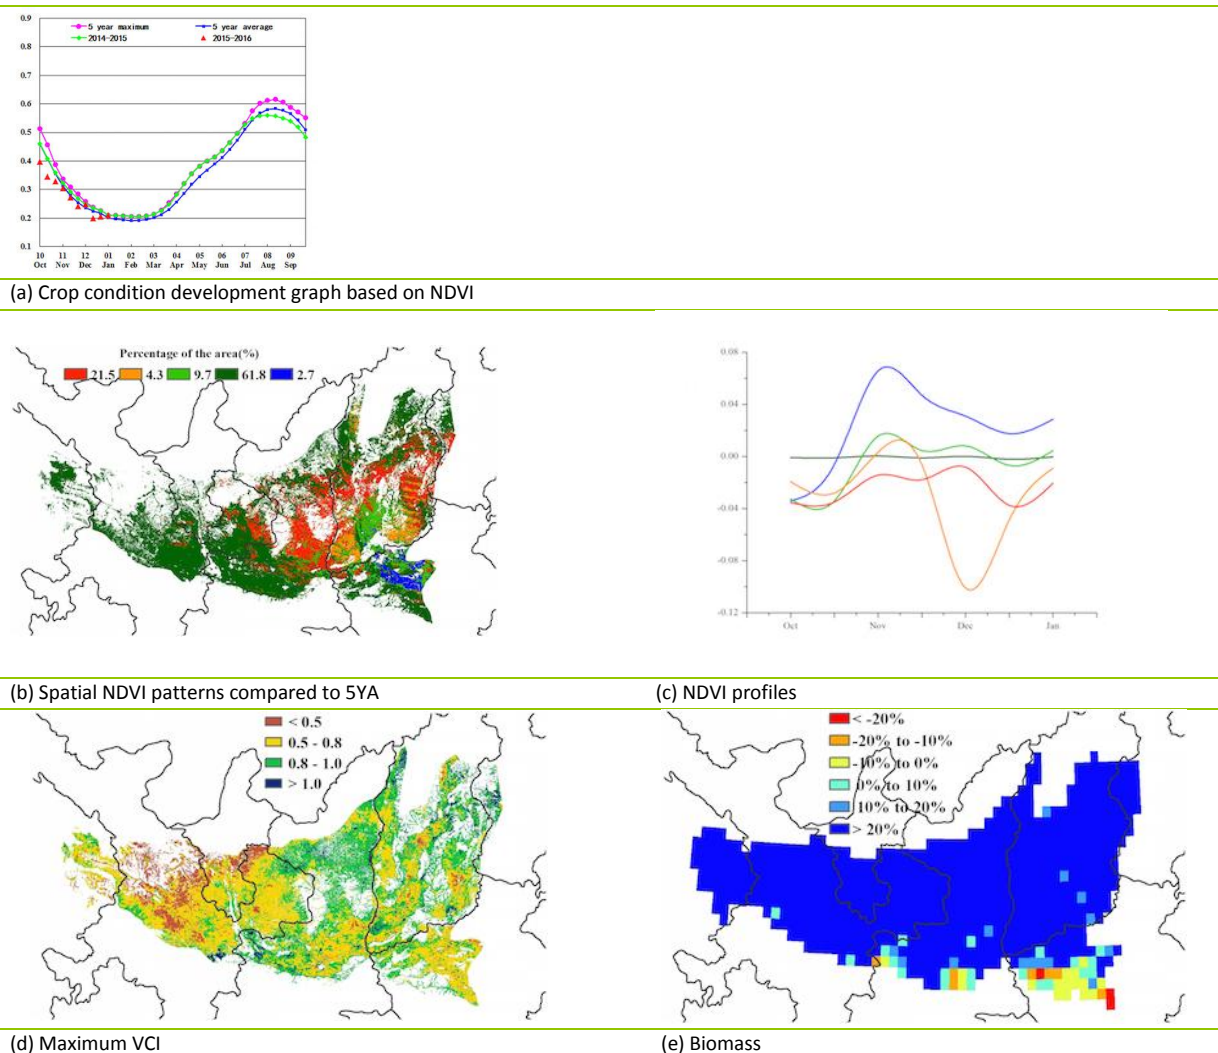 0.9
5 year maximum 5 year average
2014-2015 2015-2016
0.8
0.7
0.6
0.5
0.4
0.3
0.2
0.1
10 11 12 01 02 03 04 05 06 07 08 09
Oct Nov Dec Jan Feb Mar Apr May Jun Jul Aug Sep
(a) Crop condition development graph based on NDVI
Percentage of the area(%)
21.5 4.3 9.7 61.8 2.7
0.08
0.04
0.00
-0.04
-0.08
-0.12
Oct Nov Dec Jan
(b) Spatial NDVI patterns compared to 5YA
(c) NDVI profiles
< 0.5
0.5 - 0.8
0.8 - 1.0
> 1.0
< -20%
-20% to -10%
-10% to 0%
0% to 10%
10% to 20%
> 20%
(d) Maximum VCI
(e) Biomass